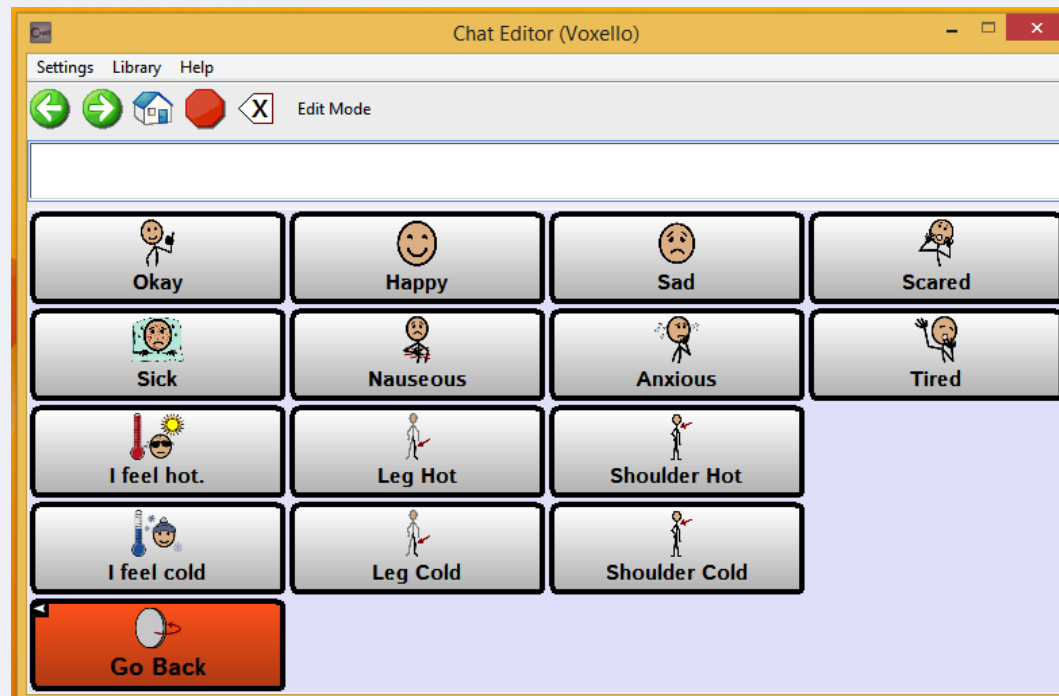 Chat Editor (Voxello)
Settings Library Help
X Edit Mode
Okay Happy Sad Scared
Sick Nauseous Anxious Tired
I feel hot. Leg Hot Shoulder Hot
I feel cold Leg Cold Shoulder Cold
Go Back